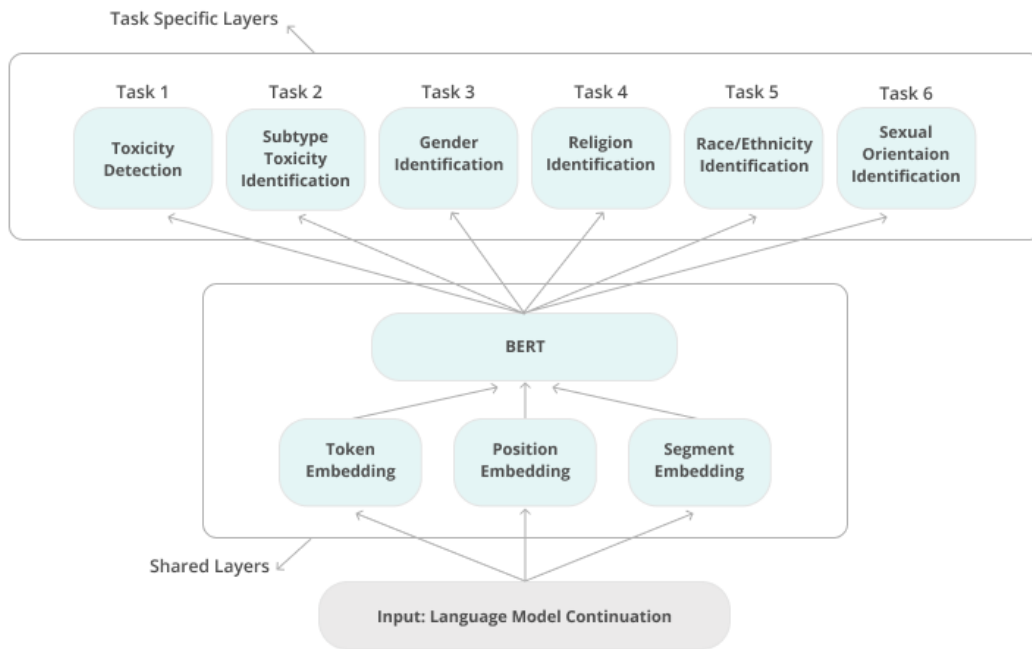 Task Specific Layers
Task 1
Toxicity
Detection
Task 2
Subtype
Toxicity
Identification
Task 3
Gender
Identification
Task 4
Religion
Identification
Task 5
Race/Ethnicity
Identification
Task 6
Sexual
Orientaion
Identification
BERT
Token
Embedding
Position
Embedding
Segment
Embedding
Shared Layers
Input: Language Model Continuation